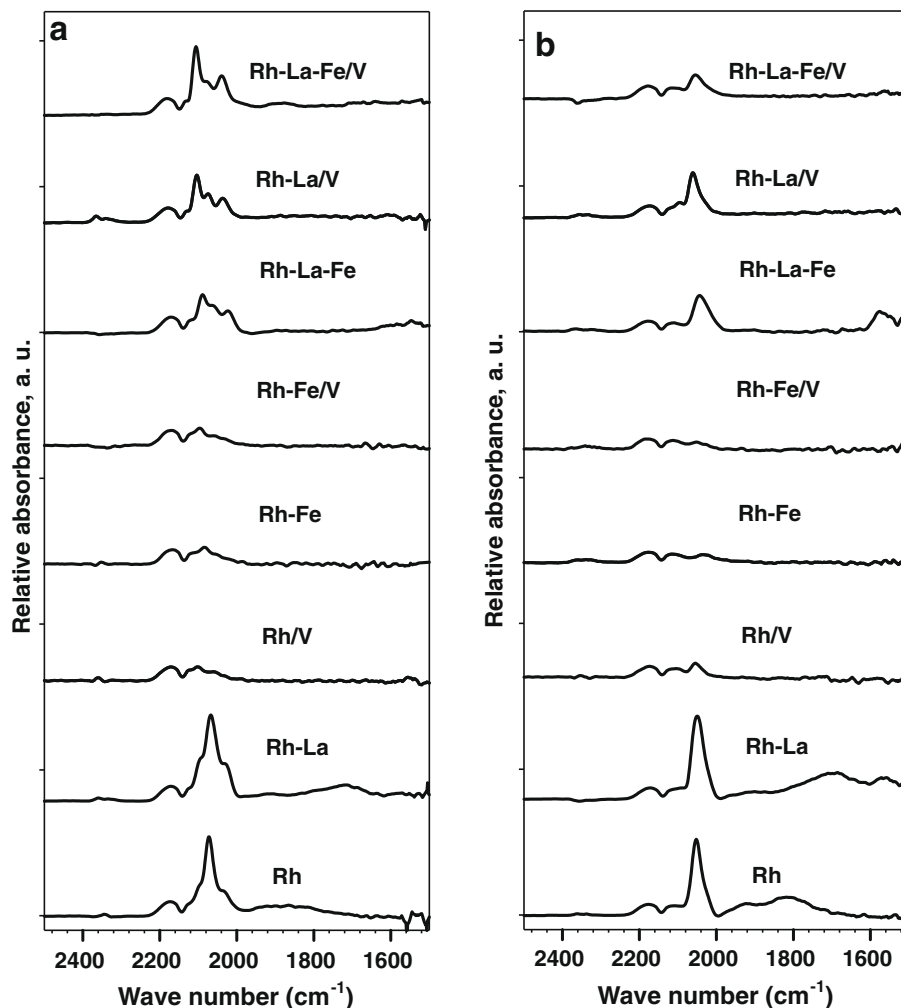 a
Rh-La-Fe/V
Rh-La/V
Rh-La-Fe
Rh-Fe/V
Rh-Fe
Rh/V
Rh-La
Rh
Relative absorbance, a. u.
2400 2200 2000 1800 1600
Wave number (cm⁻¹)
b
Rh-La-Fe/V
Rh-La/V
Rh-La-Fe
Rh-Fe/V
Rh-Fe
Rh/V
Rh-La
Rh
Relative absorbance, a. u.
2400 2200 2000 1800 1600
Wave number (cm⁻¹)